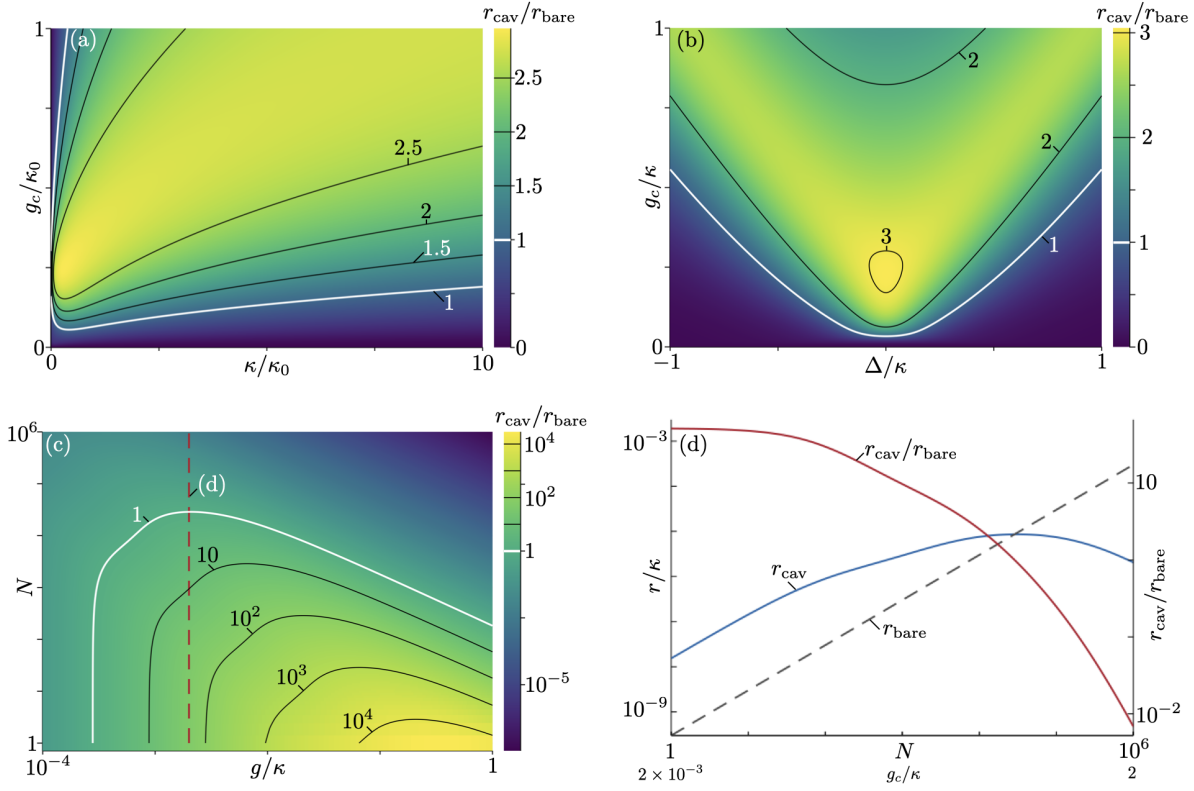 r_cav/r_bare
(a)
1
g_c/κ_0
0
2.5
2
1.5
1
0
κ/κ_0
10
2.5
2
1.5
1
0
r_cav/r_bare
(b)
1
g_c/κ
0
2
2
3
1
−1
Δ/κ
1
3
2
1
0
r_cav/r_bare
(c)
10^6
N
1
(d)
1
10
10^2
10^3
10^4
10^−4
g/κ
1
10^4
10^2
1
10^−5
(d)
10^−3
r/κ
10^−9
r_cav/r_bare
r_cav
r_bare
10
r_cav/r_bare
10^−2
1
N
10^6
2 × 10^−3
g_c/κ
2